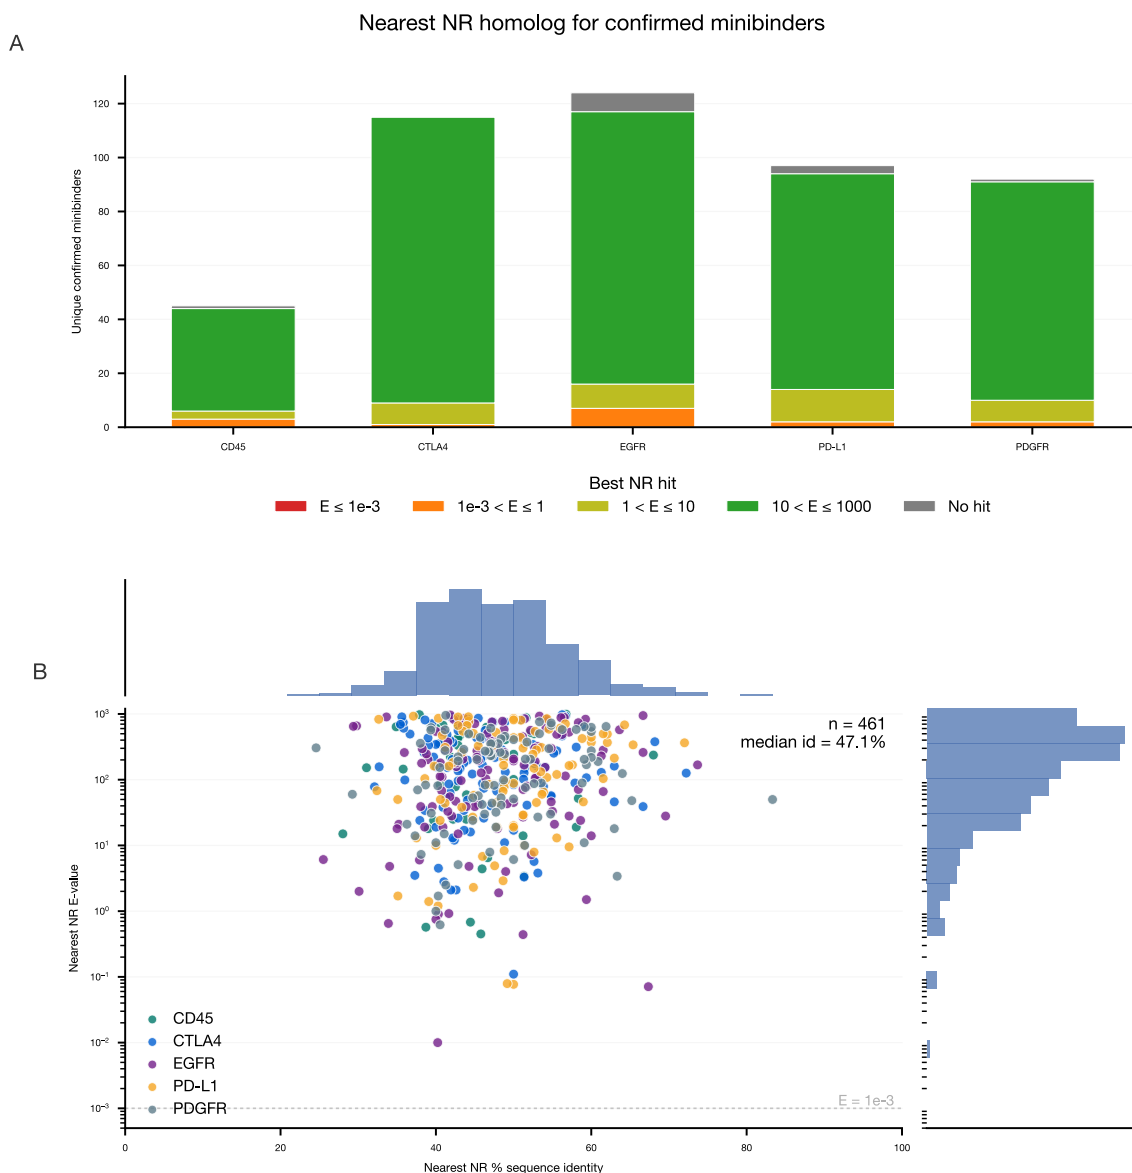 Nearest NR homolog for confirmed minibinders
A
Unique confirmed minibinders
120
100
80
60
40
20
0
CD45 CTLA4 EGFR PD-L1 PDGFR
Best NR hit
E ≤ 1e-3 1e-3 < E ≤ 1 1 < E ≤ 10 10 < E ≤ 1000 No hit
B
n = 461
median id = 47.1%
Nearest NR E-value
10³
10²
10¹
10⁰
10⁻¹
10⁻²
10⁻³
CD45
CTLA4
EGFR
PD-L1
PDGFR
E = 1e-3
0 20 40 60 80 100
Nearest NR % sequence identity